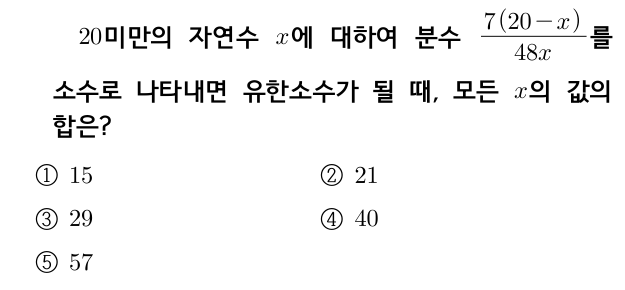 20미만의 자연수 x에 대하여 분수 \frac{7(20-x)}{48x}를
소수로 나타내면 유한소수가 될 때, 모든 x의 값의
합은?
① 15 ② 21
③ 29 ④ 40
⑤ 57